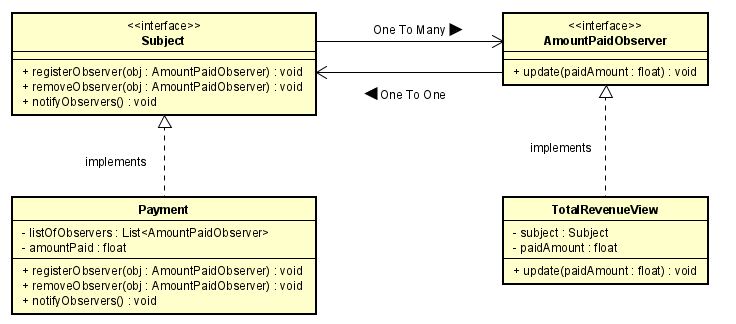 <<interface>>
Subject
+ registerObserver(obj : AmountPaidObserver) : void
+ removeObserver(obj : AmountPaidObserver) : void
+ notifyObservers() : void
One To Many
One To One
<<interface>>
AmountPaidObserver
+ update(paidAmount : float) : void
implements
implements
Payment
- listOfObservers : List<AmountPaidObserver>
- amountPaid : float
+ registerObserver(obj : AmountPaidObserver) : void
+ removeObserver(obj : AmountPaidObserver) : void
+ notifyObservers() : void
TotalRevenueView
- subject : Subject
- paidAmount : float
+ update(paidAmount : float) : void